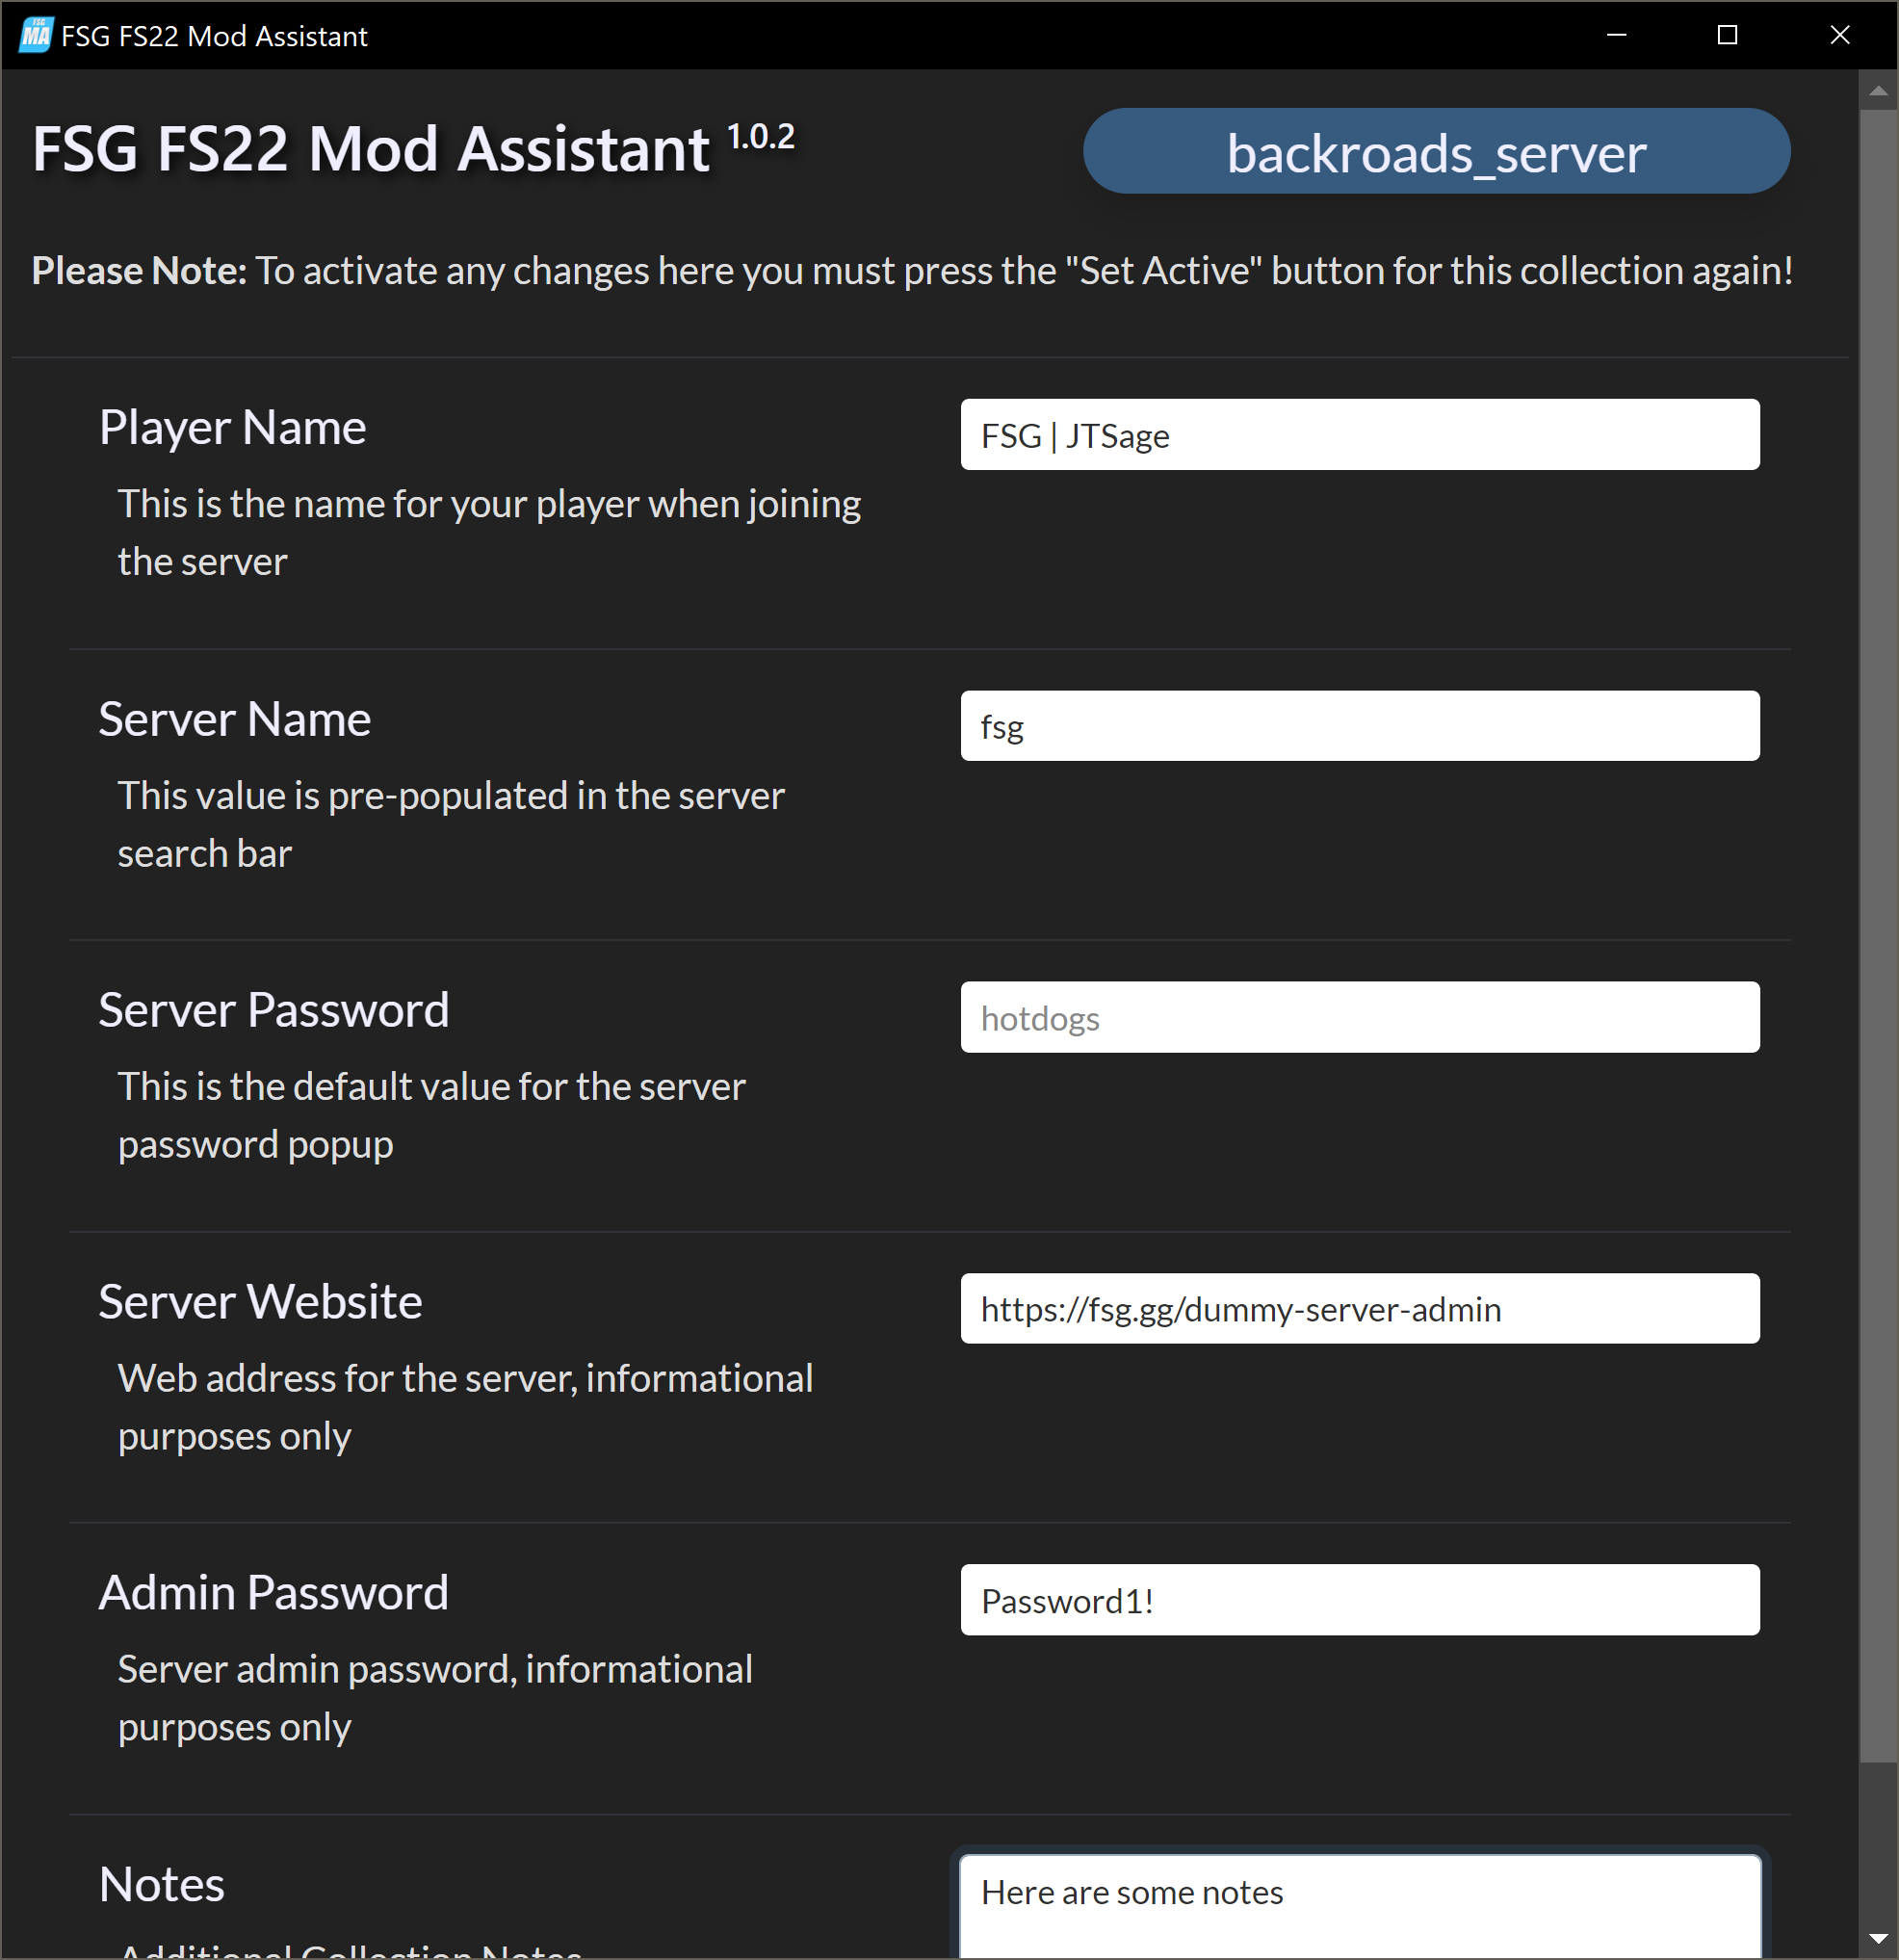 FSG MA FSG FS22 Mod Assistant
FSG FS22 Mod Assistant 1.0.2
backroads_server
Please Note: To activate any changes here you must press the "Set Active" button for this collection again!
Player Name
FSG | JTSage
This is the name for your player when joining
the server
Server Name
fsg
This value is pre-populated in the server
search bar
Server Password
hotdogs
This is the default value for the server
password popup
Server Website
https://fsg.gg/dummy-server-admin
Web address for the server, informational
purposes only
Admin Password
Password1!
Server admin password, informational
purposes only
Notes
Here are some notes
Additional Collection Notes